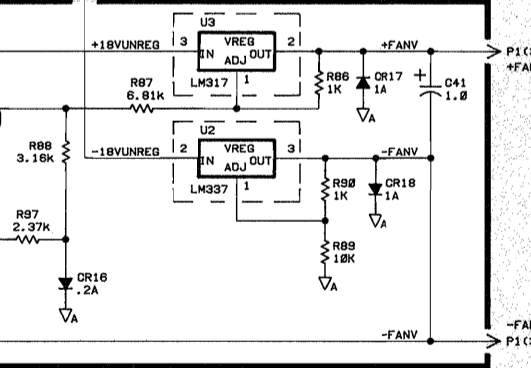 U3
+18VUNREG 3 IN VREG OUT 2 +FANV P1(
ADJ
+FA
R87
6.81k
LM317 1
R86
1K
CR17
1A
+
C41
1.0
A
U2
R88
3.16k
-18VUNREG 2 IN VREG OUT 3 -FANV
ADJ
LM337 1
R90
1K
CR18
1A
R97
2.37k
A
R89
10K
CR16
.2A
A
A
-FANV
-FA
P1(